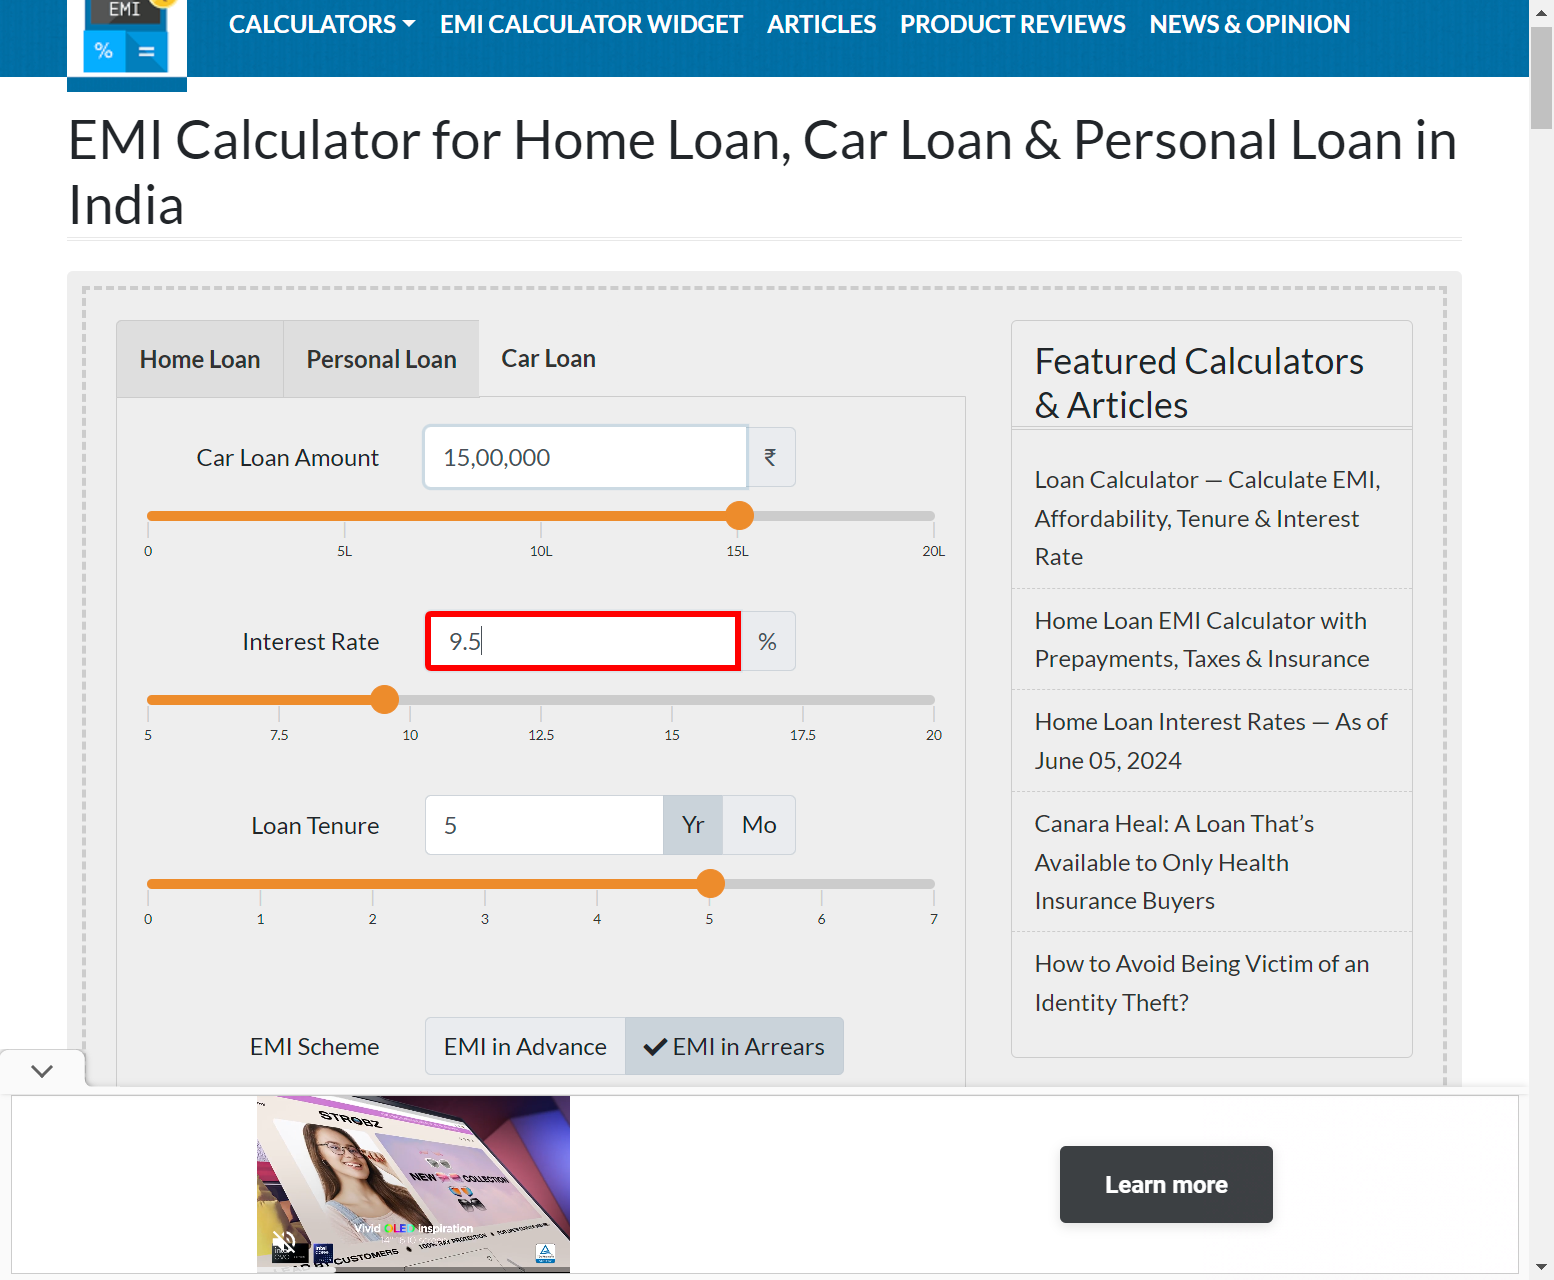 EMI
% =
CALCULATORS
EMI CALCULATOR WIDGET
ARTICLES
PRODUCT REVIEWS
NEWS & OPINION
EMI Calculator for Home Loan, Car Loan & Personal Loan in
India
Home Loan
Personal Loan
Car Loan
Car Loan Amount
15,00,000
₹
0 5L 10L 15L 20L
Interest Rate
9.5
%
5 7.5 10 12.5 15 17.5 20
Loan Tenure
5
Yr
Mo
0 1 2 3 4 5 6 7
EMI Scheme
EMI in Advance
EMI in Arrears
Featured Calculators
& Articles
Loan Calculator — Calculate EMI,
Affordability, Tenure & Interest
Rate
Home Loan EMI Calculator with
Prepayments, Taxes & Insurance
Home Loan Interest Rates — As of
June 05, 2024
Canara Heal: A Loan That's
Available to Only Health
Insurance Buyers
How to Avoid Being Victim of an
Identity Theft?
STROBZ
NEW
COLLECTION
Vivid OLED inspiration
CUSTOMERS
100% RAY PROTECTION
Learn more